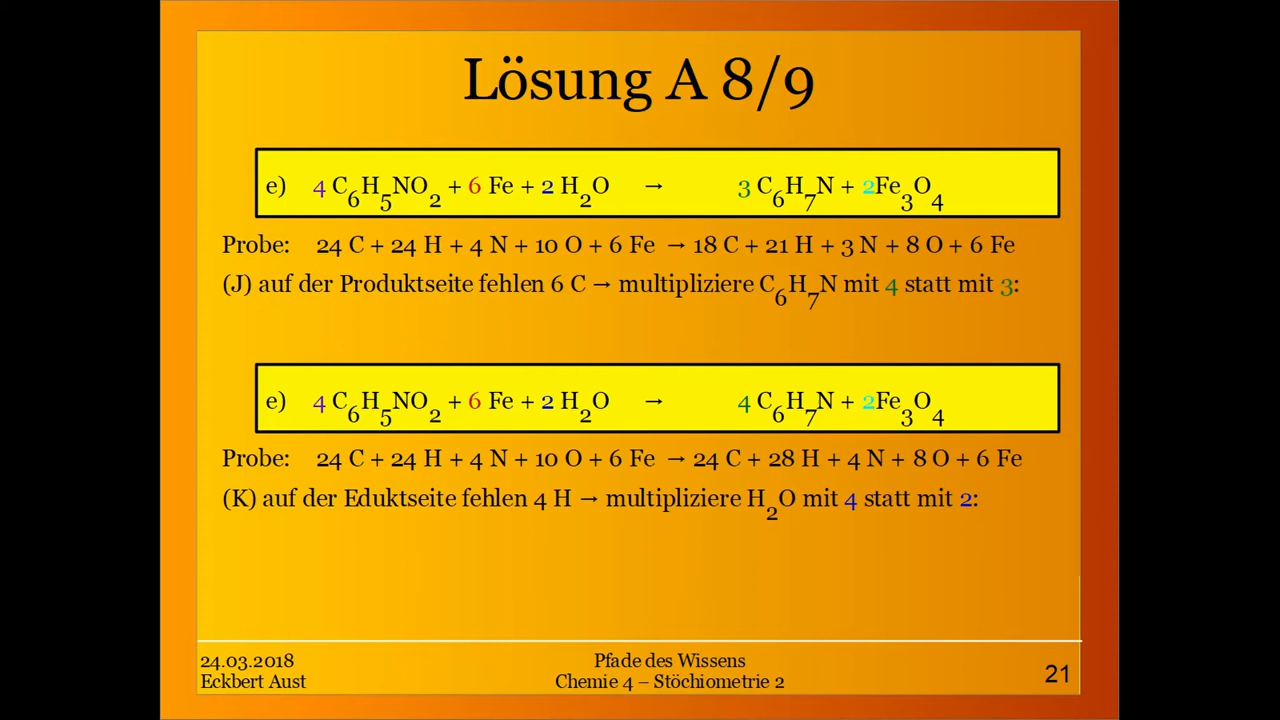 Lösung A 8/9
e) 4 C₆H₅NO₂ + 6 Fe + 2 H₂O → 3 C₆H₇N + 2Fe₃O₄
Probe: 24 C + 24 H + 4 N + 10 O + 6 Fe → 18 C + 21 H + 3 N + 8 O + 6 Fe
(J) auf der Produktseite fehlen 6 C → multipliziere C₆H₇N mit 4 statt mit 3:
e) 4 C₆H₅NO₂ + 6 Fe + 2 H₂O → 4 C₆H₇N + 2Fe₃O₄
Probe: 24 C + 24 H + 4 N + 10 O + 6 Fe → 24 C + 28 H + 4 N + 8 O + 6 Fe
(K) auf der Eduktseite fehlen 4 H → multipliziere H₂O mit 4 statt mit 2:
24.03.2018
Eckbert Aust
Pfade des Wissens
Chemie 4 – Stöchiometrie 2
21